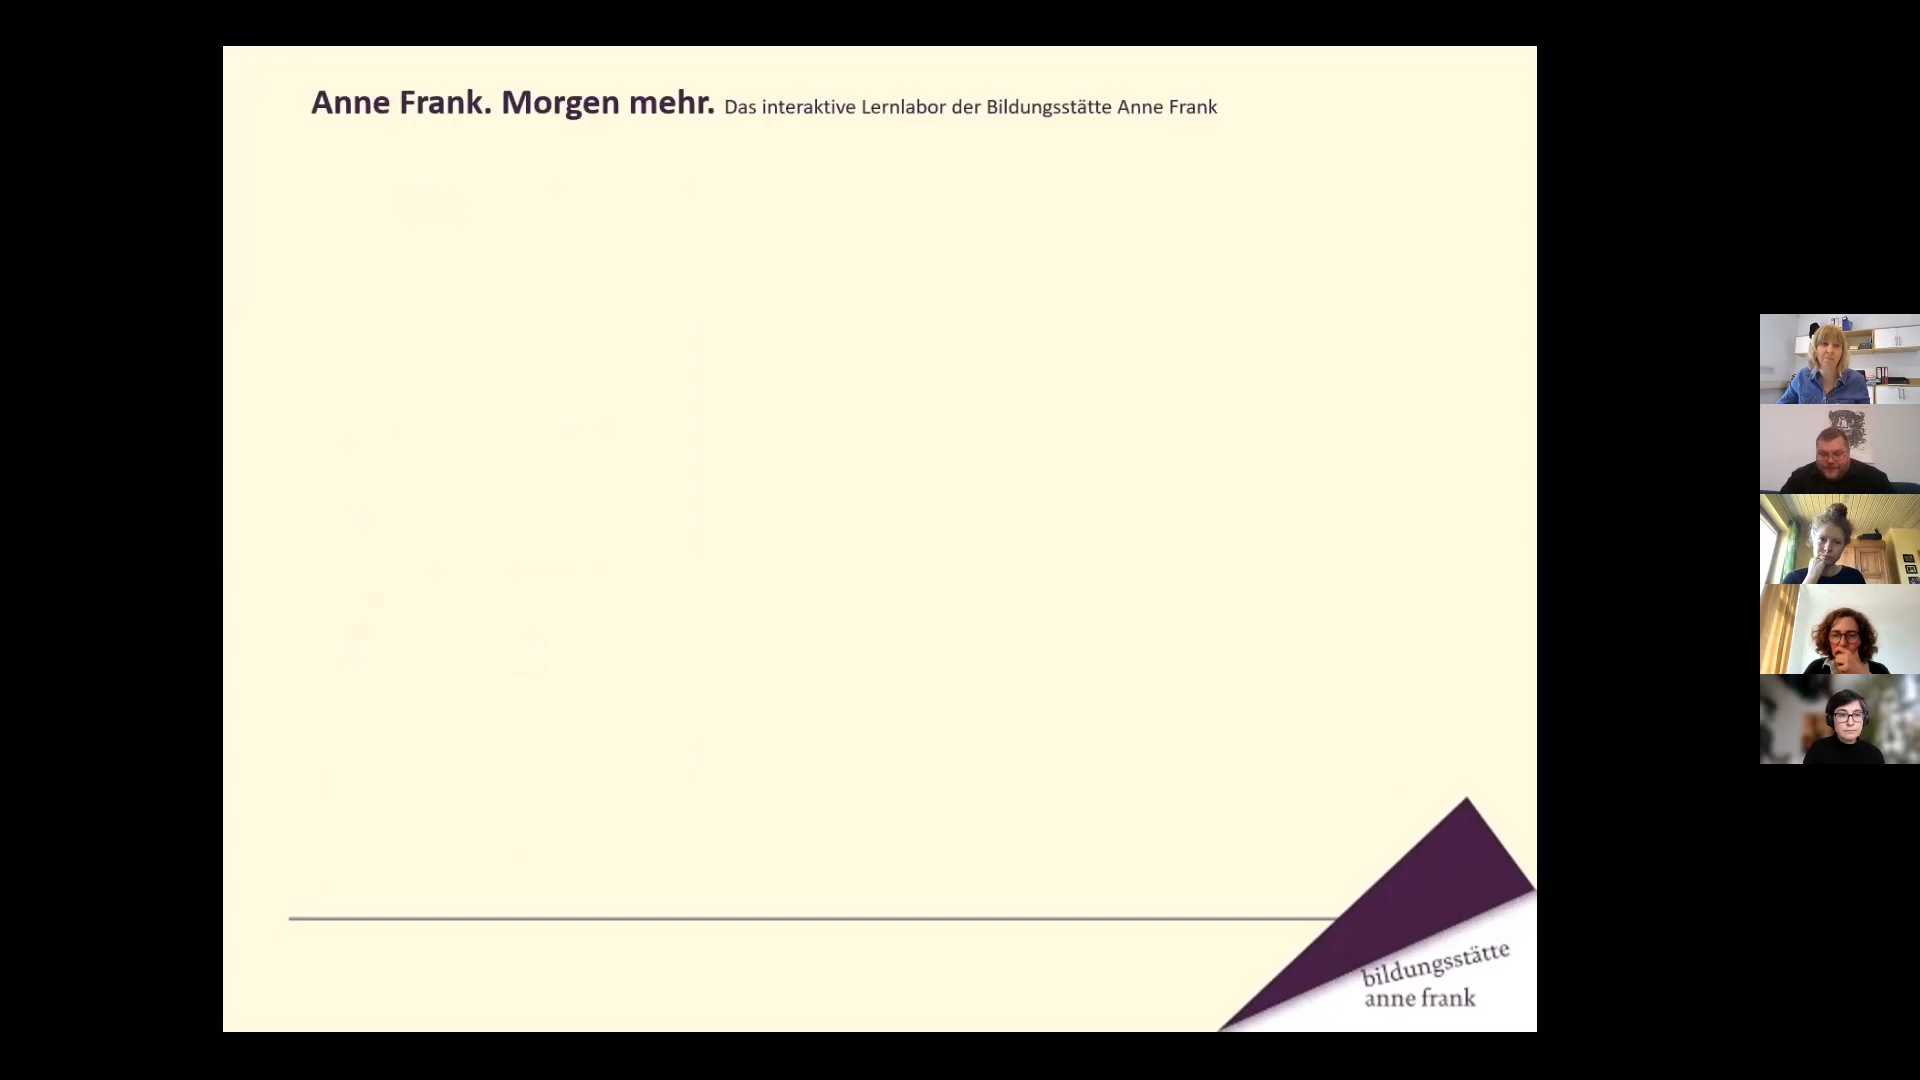 Anne Frank. Morgen mehr. Das interaktive Lernlabor der Bildungsstätte Anne Frank
bildungsstätte
anne frank